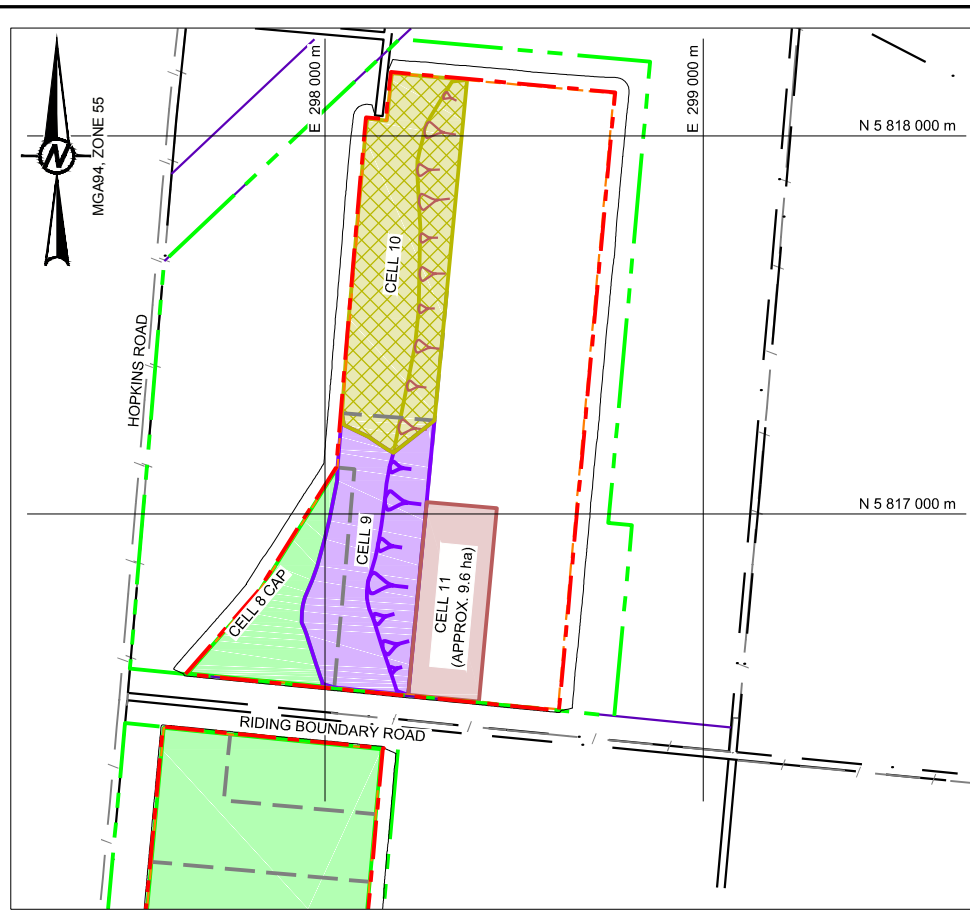 N
MGA94, ZONE 55
E 298 000 m
E 299 000 m
N 5 818 000 m
CELL 10
HOPKINS ROAD
N 5 817 000 m
CELL 9
CELL 8 CAP
CELL 11
(APPROX. 9.6 ha)
RIDING BOUNDARY ROAD